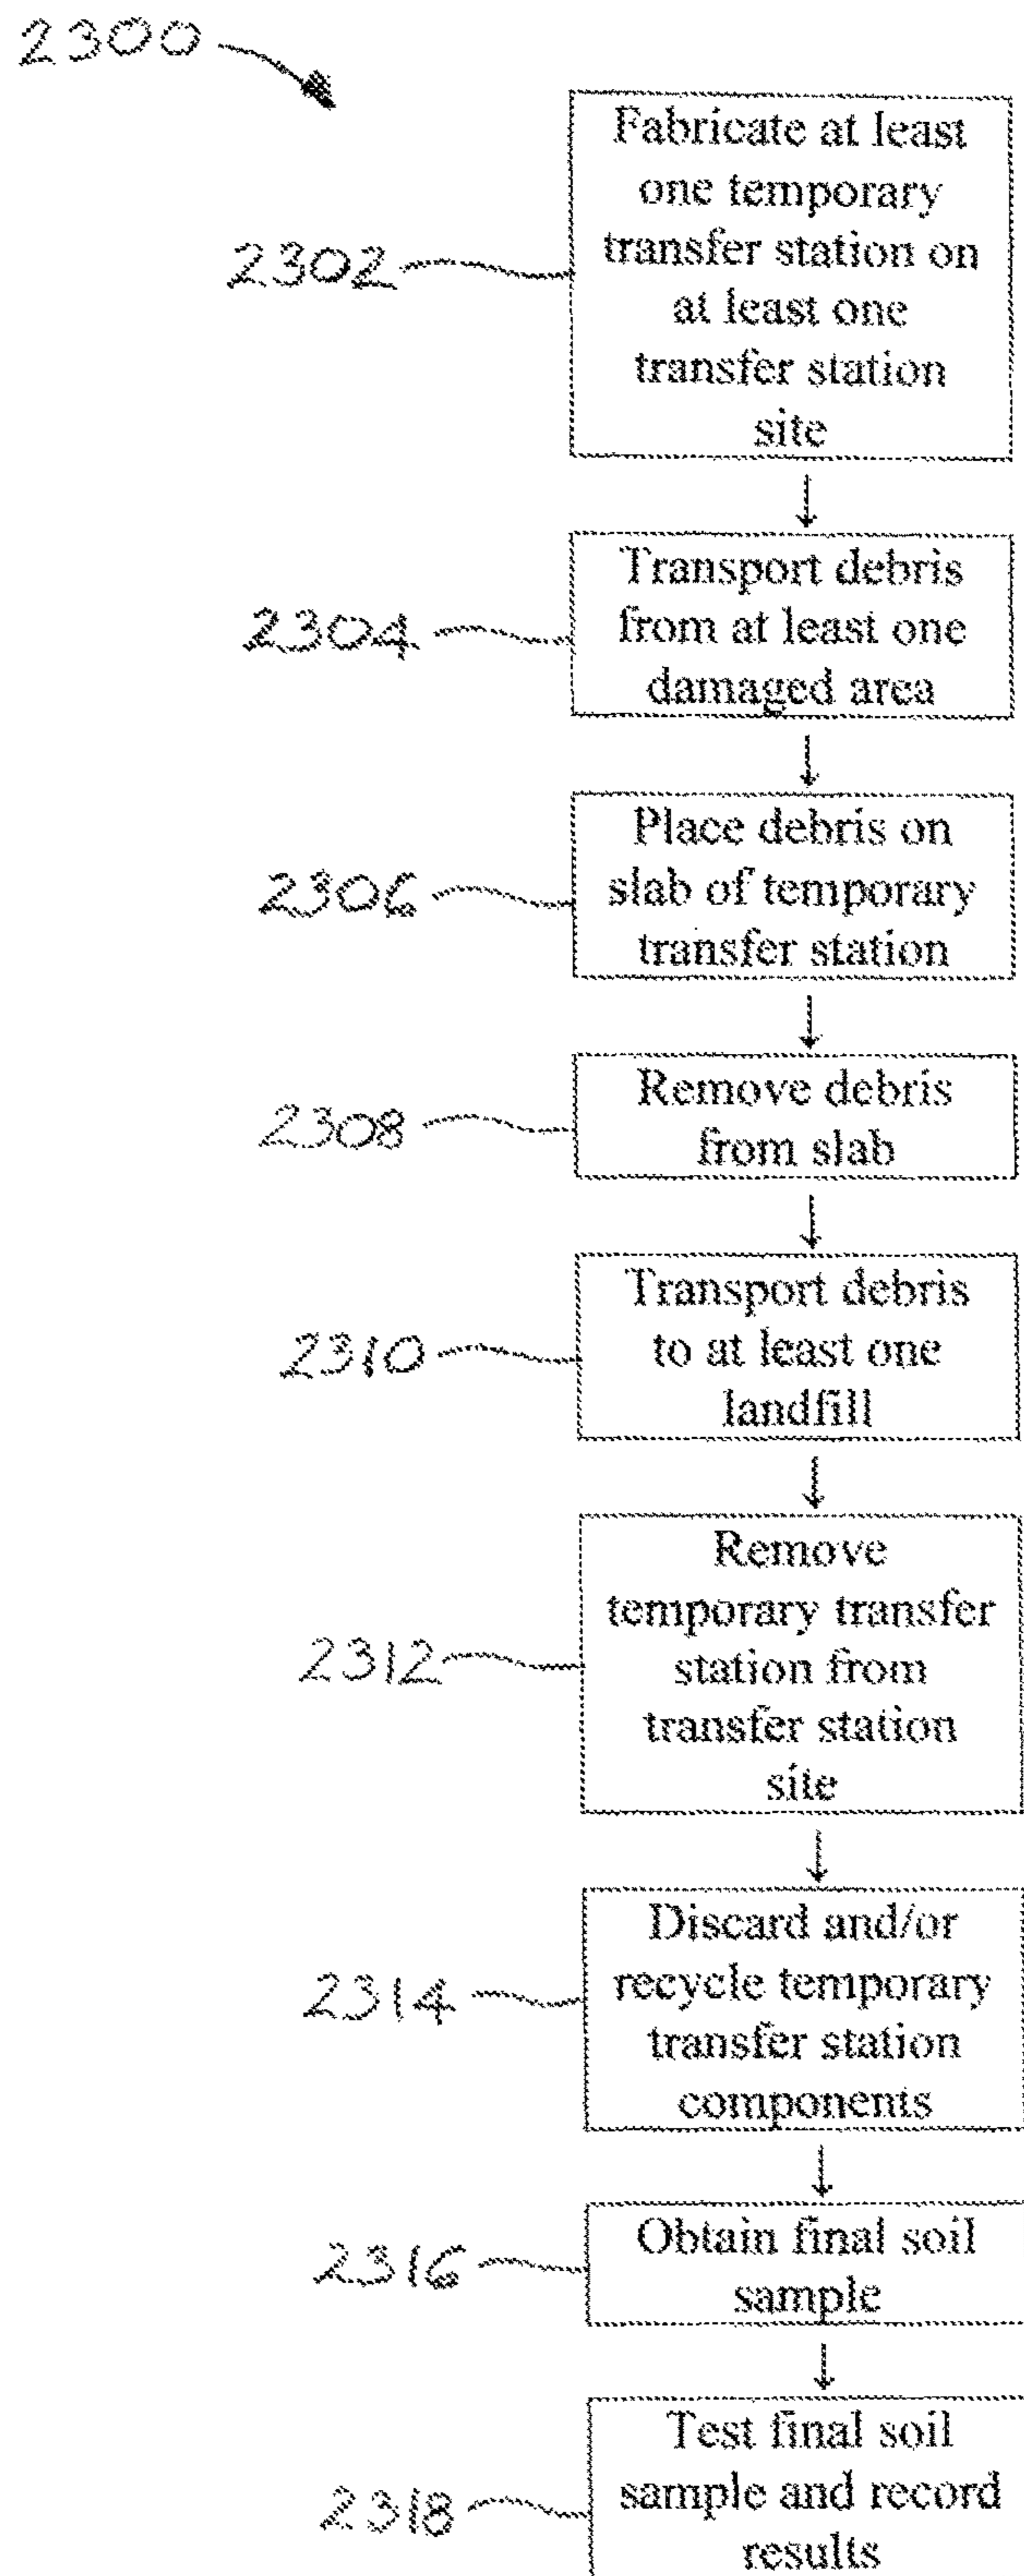 2300
Fabricate at least
one temporary
2302
transfer station on
at least one
transfer station
site
2304
Transport debris
from at least one
damaged area
2306
Place debris on
slab of temporary
transfer station
2308
Remove debris
from slab
2310
Transport debris
to at least one
landfill
2312
Remove
temporary transfer
station from
transfer station
site
2314
Discard and/or
recycle temporary
transfer station
components
2316
Obtain final soil
sample
2318
Test final soil
sample and record
results